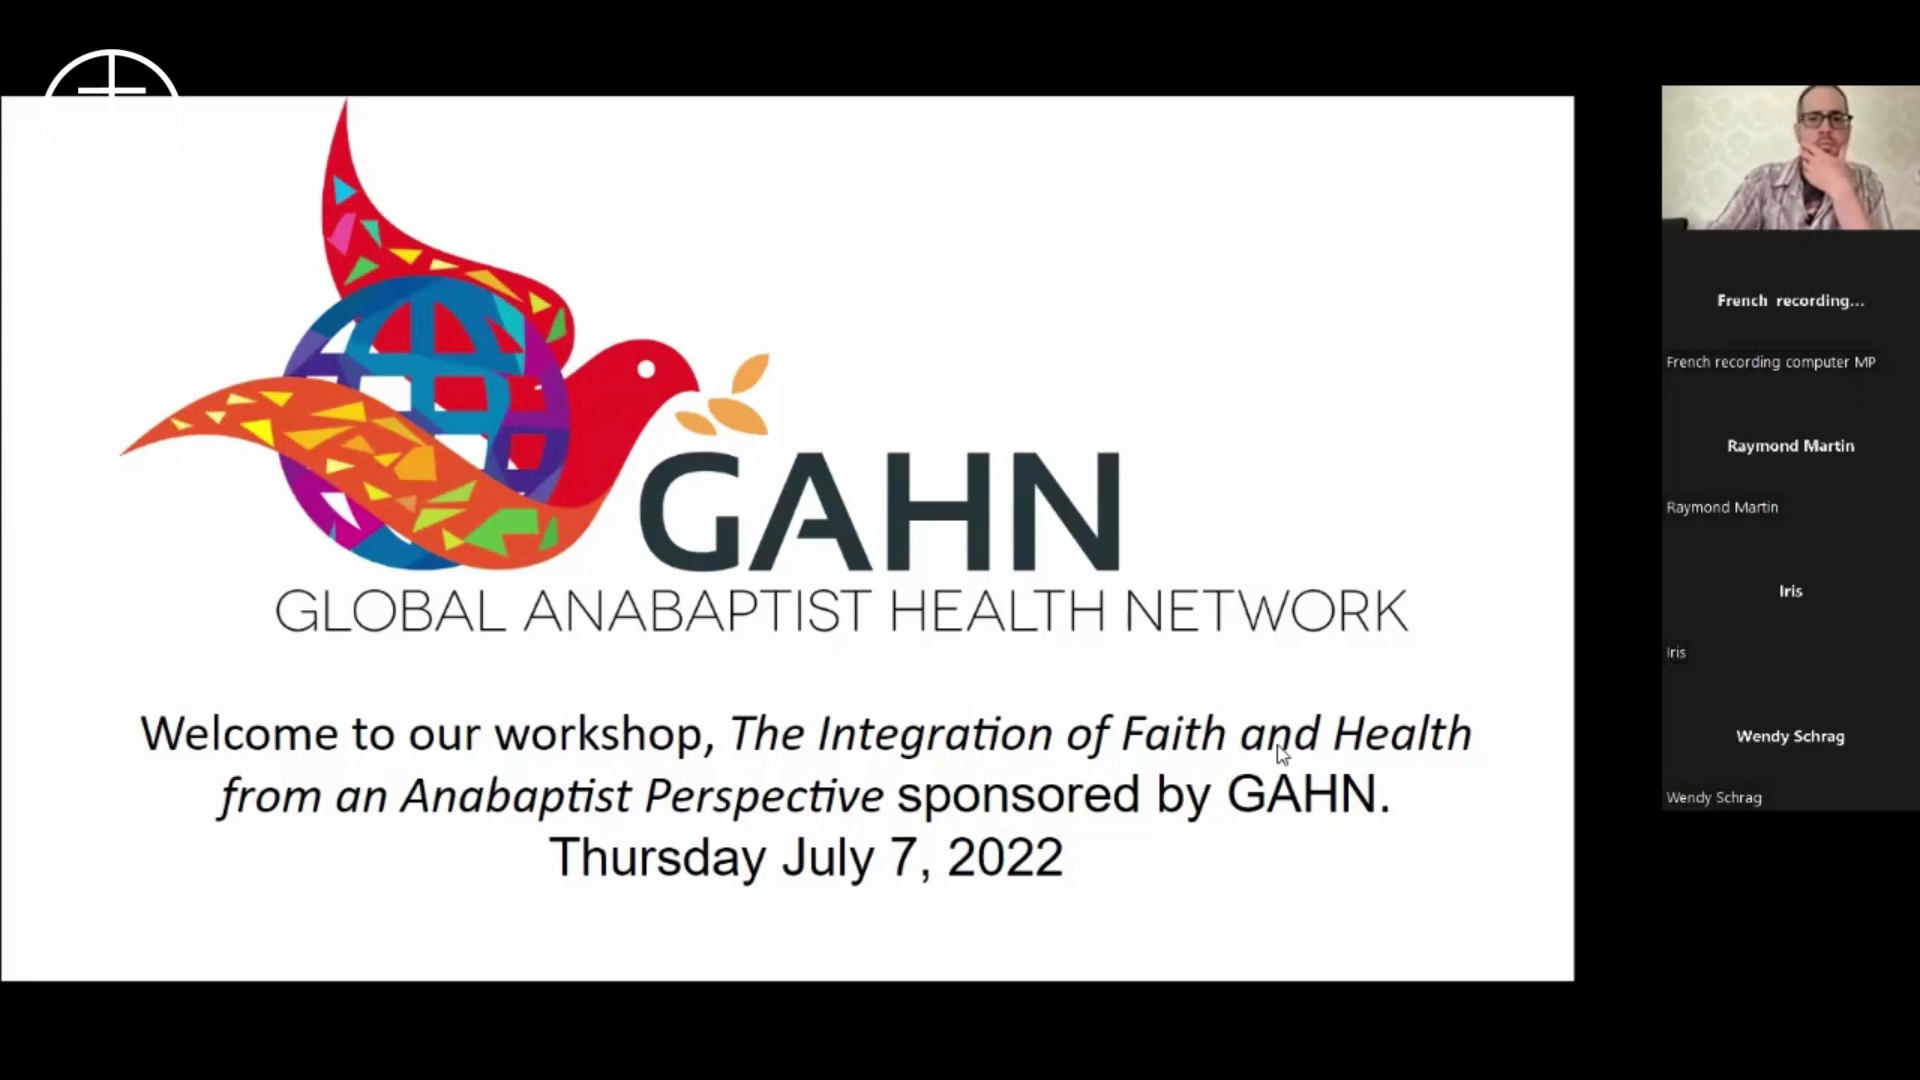 GAHN
GLOBAL ANABAPTIST HEALTH NETWORK
Welcome to our workshop, The Integration of Faith and Health
from an Anabaptist Perspective sponsored by GAHN.
Thursday July 7, 2022
French recording...
French recording computer MP
Raymond Martin
Raymond Martin
Iris
Iris
Wendy Schrag
Wendy Schrag